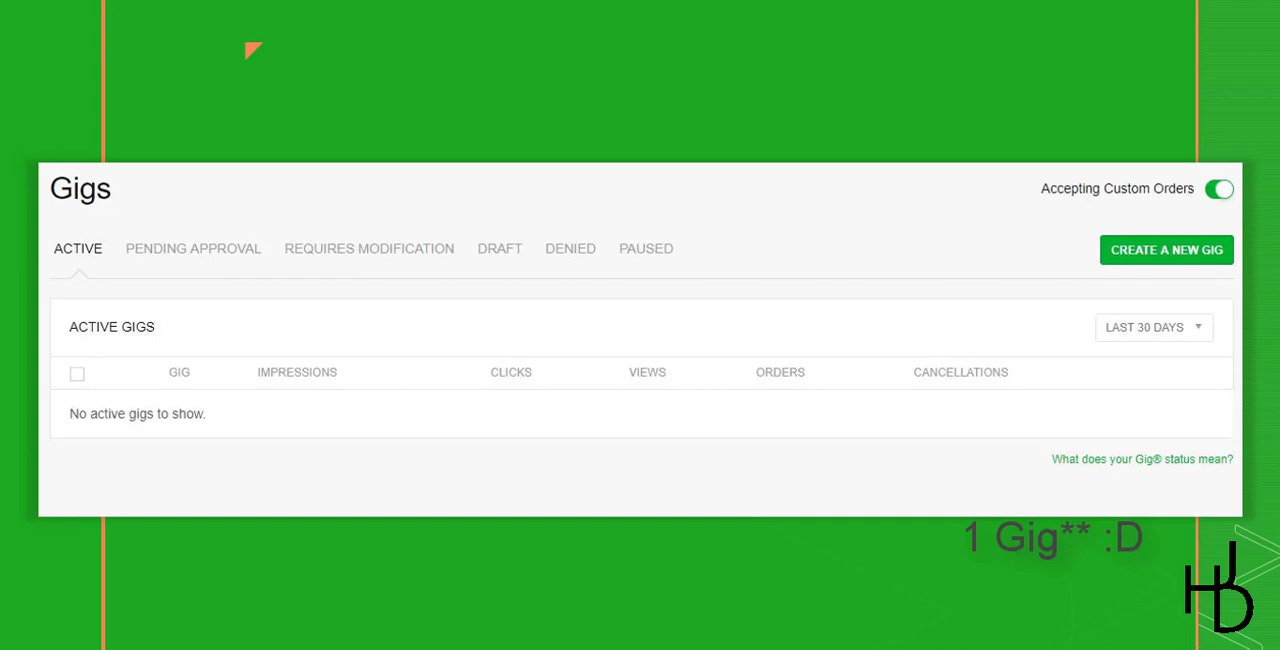 Gigs
Accepting Custom Orders
ACTIVE PENDING APPROVAL REQUIRES MODIFICATION DRAFT DENIED PAUSED
CREATE A NEW GIG
ACTIVE GIGS
LAST 30 DAYS
GIG IMPRESSIONS CLICKS VIEWS ORDERS CANCELLATIONS
No active gigs to show.
What does your Gig® status mean?
1 Gig** :D